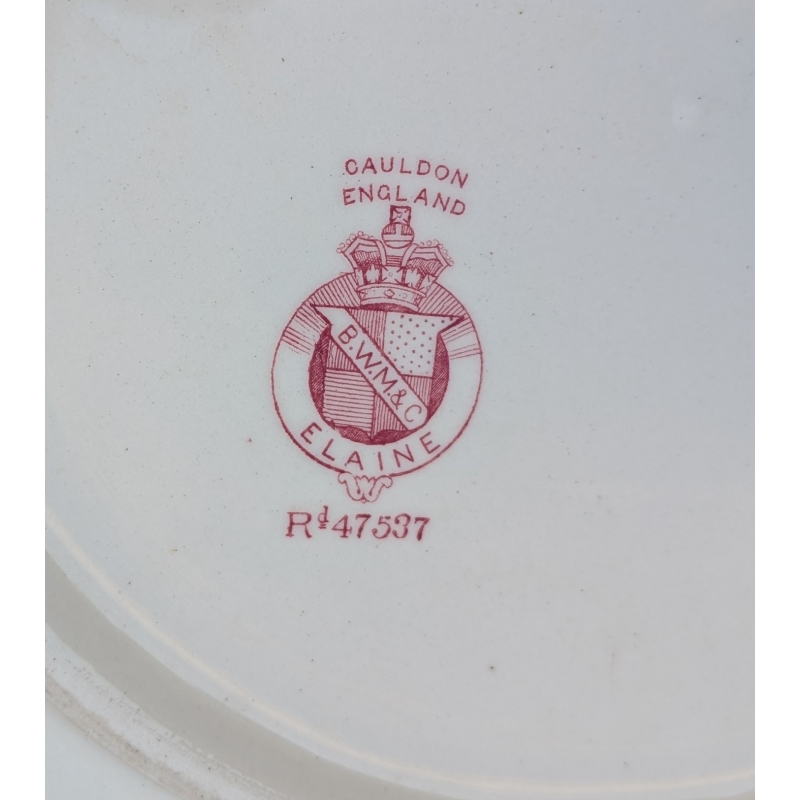 CAULDON
ENGLAND
B.W.M.&C
ELAINE
Rd 47537